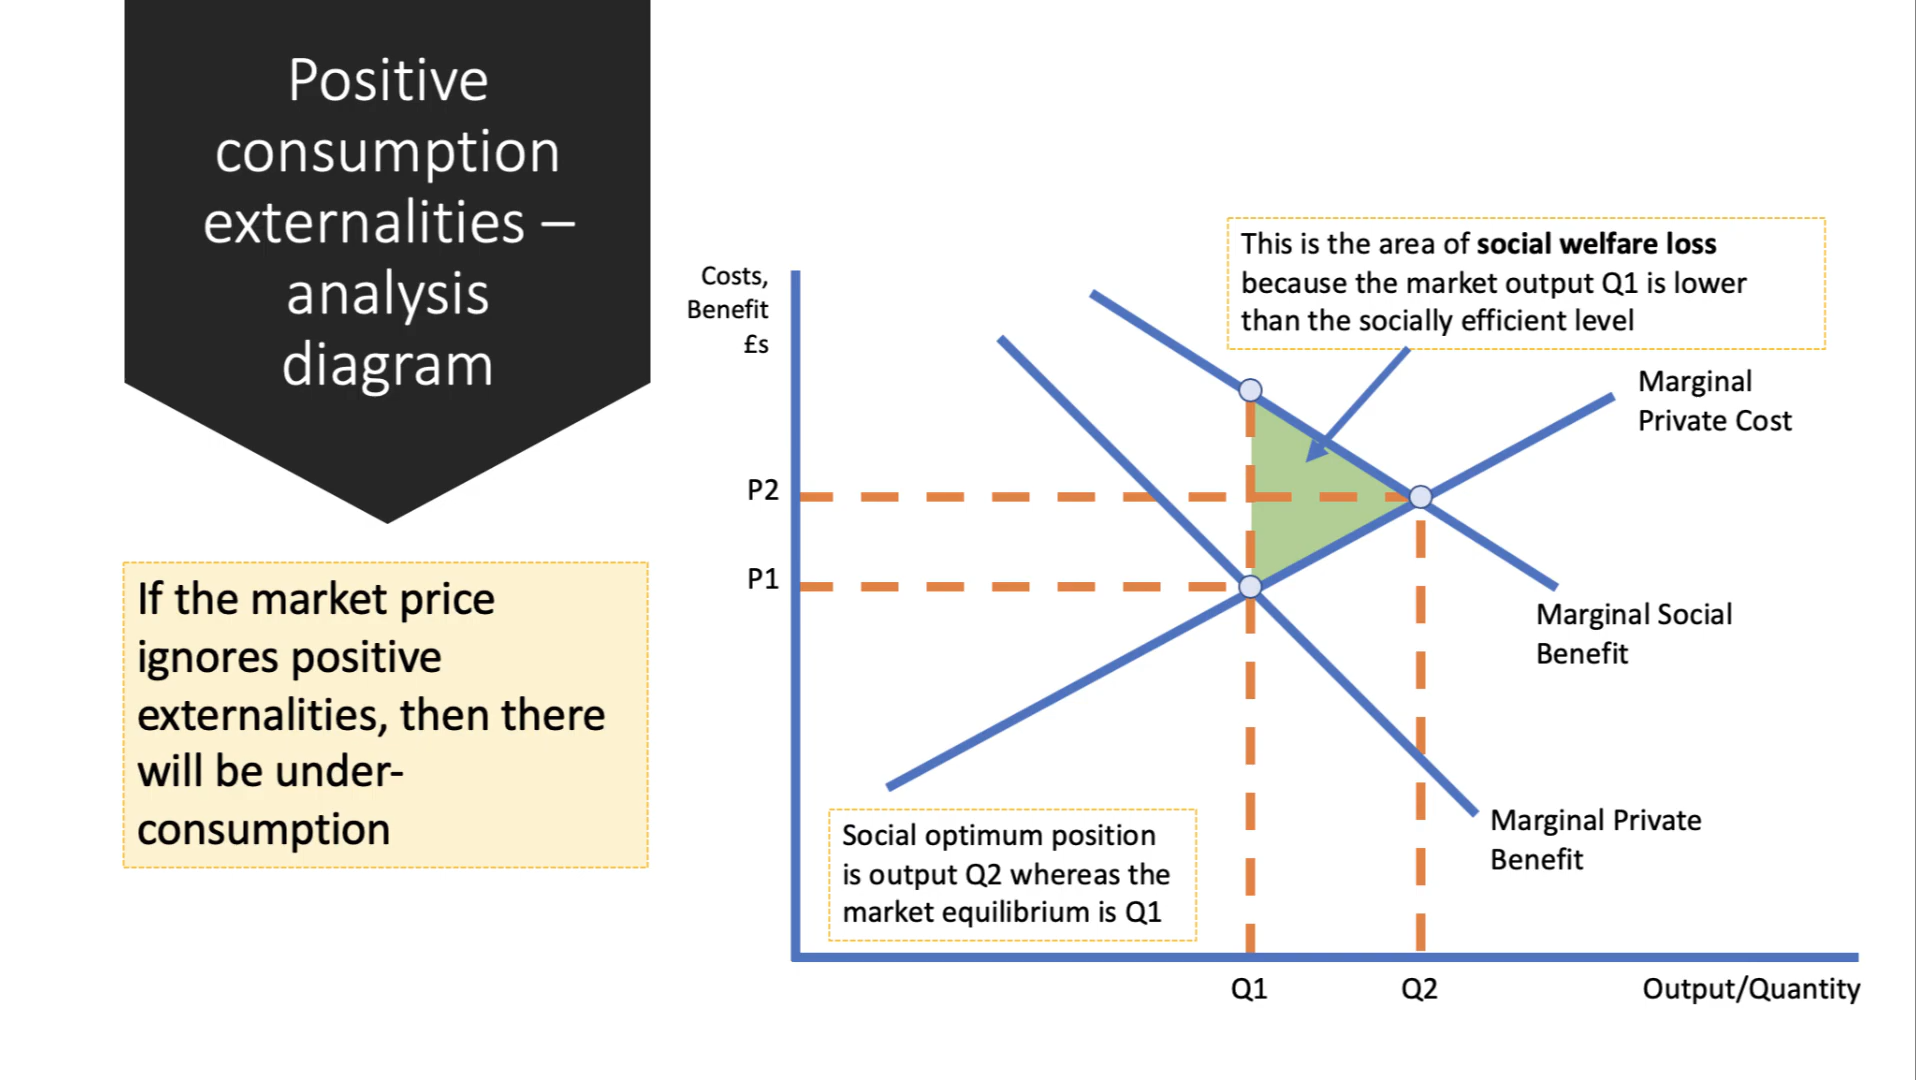 Positive
consumption
externalities –
analysis
diagram
If the market price
ignores positive
externalities, then there
will be under-
consumption
Costs,
Benefit
£s
This is the area of social welfare loss
because the market output Q1 is lower
than the socially efficient level
Marginal
Private Cost
P2
P1
Marginal Social
Benefit
Social optimum position
is output Q2 whereas the
market equilibrium is Q1
Marginal Private
Benefit
Q1
Q2
Output/Quantity